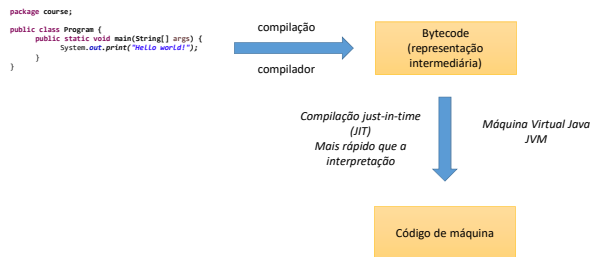 package course;
public class Program {
public static void main(String[] args) {
System.out.print("Hello world!");
}
}
compilação
compilador
Bytecode
(representação
intermediária)
Compilação just-in-time
(JIT)
Mais rápido que a
interpretação
Máquina Virtual Java
JVM
Código de máquina